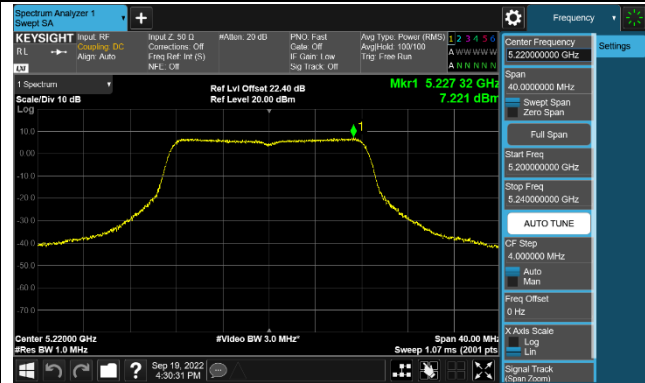 Spectrum Analyzer 1
Swept SA
+
Frequency
KEYSIGHT Input: RF
RL
Coupling: DC
Align: Auto
LXI
Input Z: 50 Ω
Corrections: Off
Freq Ref: Int (S)
NFE: Off
#Atten: 20 dB
PNO: Fast
Gate: Off
IF Gain: Low
Sig Track: Off
Avg Type: Power (RMS)
Avg|Hold: 100/100
Trig: Free Run
1 2 3 4 5 6
A W W W W W
A N N N N N
1 Spectrum
Scale/Div 10 dB
Log
Ref Lvl Offset 22.40 dB
Ref Level 20.00 dBm
Mkr1 5.227 32 GHz
7.221 dBm
1
10.0
0.00
-10.0
-20.0
-30.0
-40.0
-50.0
-60.0
-70.0
Center 5.22000 GHz
#Res BW 1.0 MHz
#Video BW 3.0 MHz*
Span 40.00 MHz
Sweep 1.07 ms (2001 pts)
Sep 19, 2022
4:30:31 PM
?
Center Frequency
5.220000000 GHz
Settings
Span
40.0000000 MHz
Swept Span
Zero Span
Full Span
Start Freq
5.200000000 GHz
Stop Freq
5.240000000 GHz
AUTO TUNE
CF Step
4.000000 MHz
Auto
Man
Freq Offset
0 Hz
X Axis Scale
Log
Lin
Signal Track
(Span Zoom)